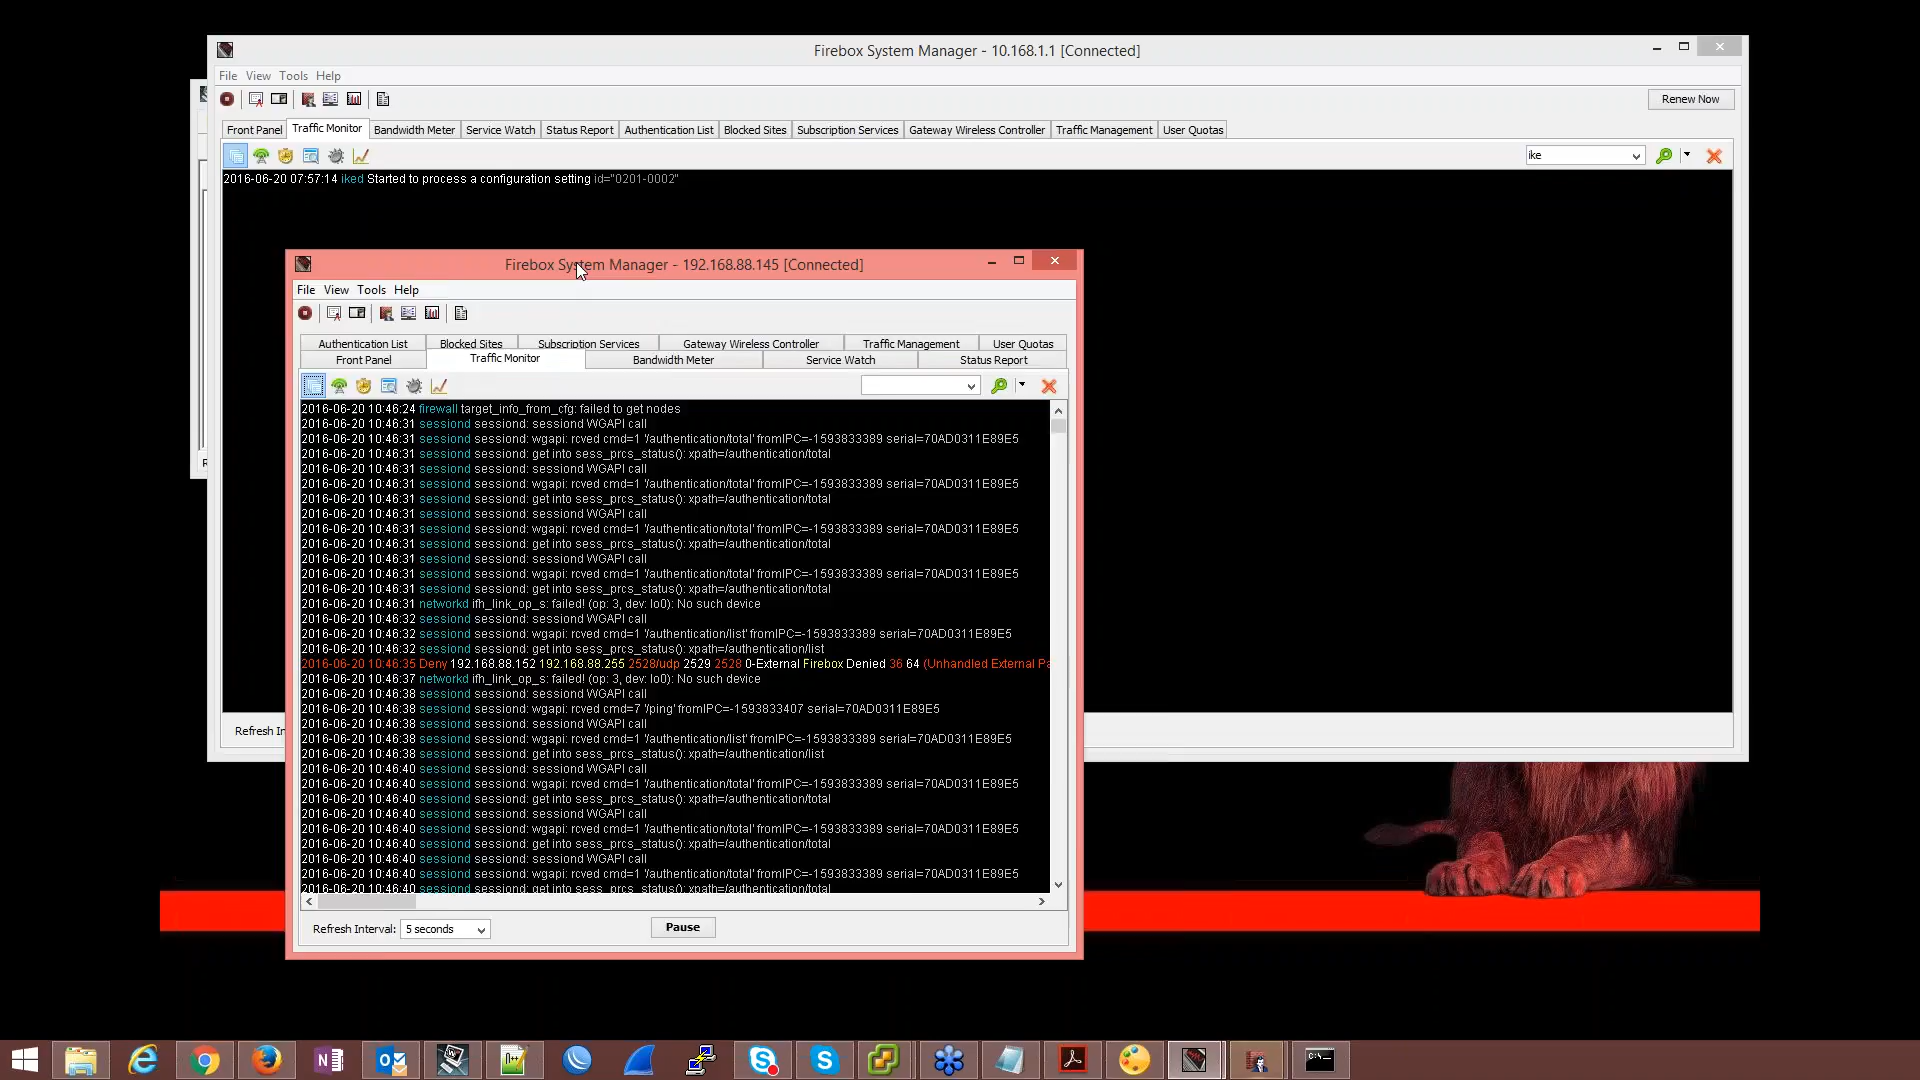 Firebox System Manager - 10.168.1.1 [Connected]
File View Tools Help
Renew Now
Front Panel Traffic Monitor Bandwidth Meter Service Watch Status Report Authentication List Blocked Sites Subscription Services Gateway Wireless Controller Traffic Management User Quotas
ike
2016-06-20 07:57:14 iked Started to process a configuration setting id="0201-0002"
Refresh In
Firebox System Manager - 192.168.88.145 [Connected]
File View Tools Help
Authentication List Blocked Sites Subscription Services Gateway Wireless Controller Traffic Management User Quotas
Front Panel Traffic Monitor Bandwidth Meter Service Watch Status Report
2016-06-20 10:46:24 firewall target_info_from_cfg: failed to get nodes
2016-06-20 10:46:31 sessiond sessiond: sessiond WGAPI call
2016-06-20 10:46:31 sessiond sessiond: wgapi: rcved cmd=1 '/authentication/total' fromIPC=-1593833389 serial=70AD0311E89E5
2016-06-20 10:46:31 sessiond sessiond: get into sess_prcs_status(): xpath=/authentication/total
2016-06-20 10:46:31 sessiond sessiond: sessiond WGAPI call
2016-06-20 10:46:31 sessiond sessiond: wgapi: rcved cmd=1 '/authentication/total' fromIPC=-1593833389 serial=70AD0311E89E5
2016-06-20 10:46:31 sessiond sessiond: get into sess_prcs_status(): xpath=/authentication/total
2016-06-20 10:46:31 sessiond sessiond: sessiond WGAPI call
2016-06-20 10:46:31 sessiond sessiond: wgapi: rcved cmd=1 '/authentication/total' fromIPC=-1593833389 serial=70AD0311E89E5
2016-06-20 10:46:31 sessiond sessiond: get into sess_prcs_status(): xpath=/authentication/total
2016-06-20 10:46:31 sessiond sessiond: sessiond WGAPI call
2016-06-20 10:46:31 sessiond sessiond: wgapi: rcved cmd=1 '/authentication/total' fromIPC=-1593833389 serial=70AD0311E89E5
2016-06-20 10:46:31 sessiond sessiond: get into sess_prcs_status(): xpath=/authentication/total
2016-06-20 10:46:31 networkd ifh_link_op_s: failed! (op: 3, dev: lo0): No such device
2016-06-20 10:46:32 sessiond sessiond: sessiond WGAPI call
2016-06-20 10:46:32 sessiond sessiond: wgapi: rcved cmd=1 '/authentication/list' fromIPC=-1593833389 serial=70AD0311E89E5
2016-06-20 10:46:32 sessiond sessiond: get into sess_prcs_status(): xpath=/authentication/list
2016-06-20 10:46:35 Deny 192.168.88.152 192.168.88.255 2528/udp 2529 2528 0-External Firebox Denied 36 64 (Unhandled External Pa
2016-06-20 10:46:37 networkd ifh_link_op_s: failed! (op: 3, dev: lo0): No such device
2016-06-20 10:46:38 sessiond sessiond: sessiond WGAPI call
2016-06-20 10:46:38 sessiond sessiond: wgapi: rcved cmd=7 '/ping' fromIPC=-1593833407 serial=70AD0311E89E5
2016-06-20 10:46:38 sessiond sessiond: sessiond WGAPI call
2016-06-20 10:46:38 sessiond sessiond: wgapi: rcved cmd=1 '/authentication/list' fromIPC=-1593833389 serial=70AD0311E89E5
2016-06-20 10:46:38 sessiond sessiond: get into sess_prcs_status(): xpath=/authentication/list
2016-06-20 10:46:40 sessiond sessiond: sessiond WGAPI call
2016-06-20 10:46:40 sessiond sessiond: wgapi: rcved cmd=1 '/authentication/total' fromIPC=-1593833389 serial=70AD0311E89E5
2016-06-20 10:46:40 sessiond sessiond: get into sess_prcs_status(): xpath=/authentication/total
2016-06-20 10:46:40 sessiond sessiond: sessiond WGAPI call
2016-06-20 10:46:40 sessiond sessiond: wgapi: rcved cmd=1 '/authentication/total' fromIPC=-1593833389 serial=70AD0311E89E5
2016-06-20 10:46:40 sessiond sessiond: get into sess_prcs_status(): xpath=/authentication/total
2016-06-20 10:46:40 sessiond sessiond: sessiond WGAPI call
2016-06-20 10:46:40 sessiond sessiond: wgapi: rcved cmd=1 '/authentication/total' fromIPC=-1593833389 serial=70AD0311E89E5
2016-06-20 10:46:40 sessiond sessiond: get into sess_prcs_status(): xpath=/authentication/total
Refresh Interval: 5 seconds Pause